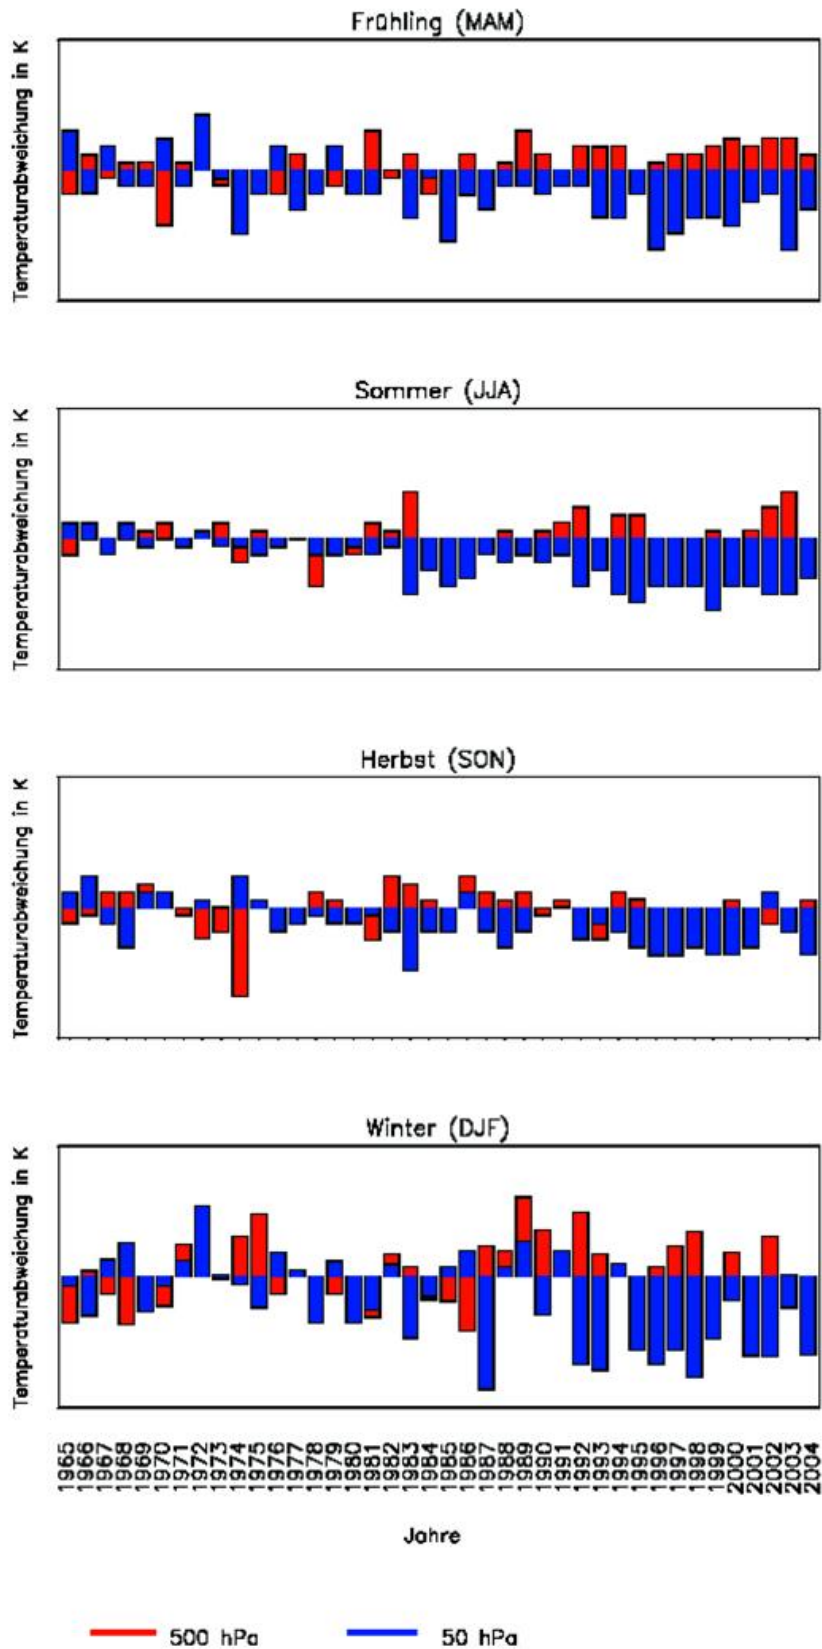 Frühling (MAM)
Temperaturabweichung in K
Sommer (JJA)
Temperaturabweichung in K
Herbst (SON)
Temperaturabweichung in K
Winter (DJF)
Temperaturabweichung in K
1965 1966 1967 1968 1969 1970 1971 1972 1973 1974 1975 1976 1977 1978 1979 1980 1981 1982 1983 1984 1985 1986 1987 1988 1989 1990 1991 1992 1993 1994 1995 1996 1997 1998 1999 2000 2001 2002 2003 2004
Jahre
500 hPa 50 hPa